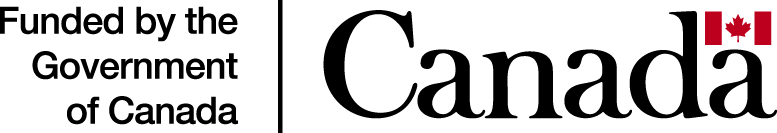 Funded by the
Government
of Canada
Canada